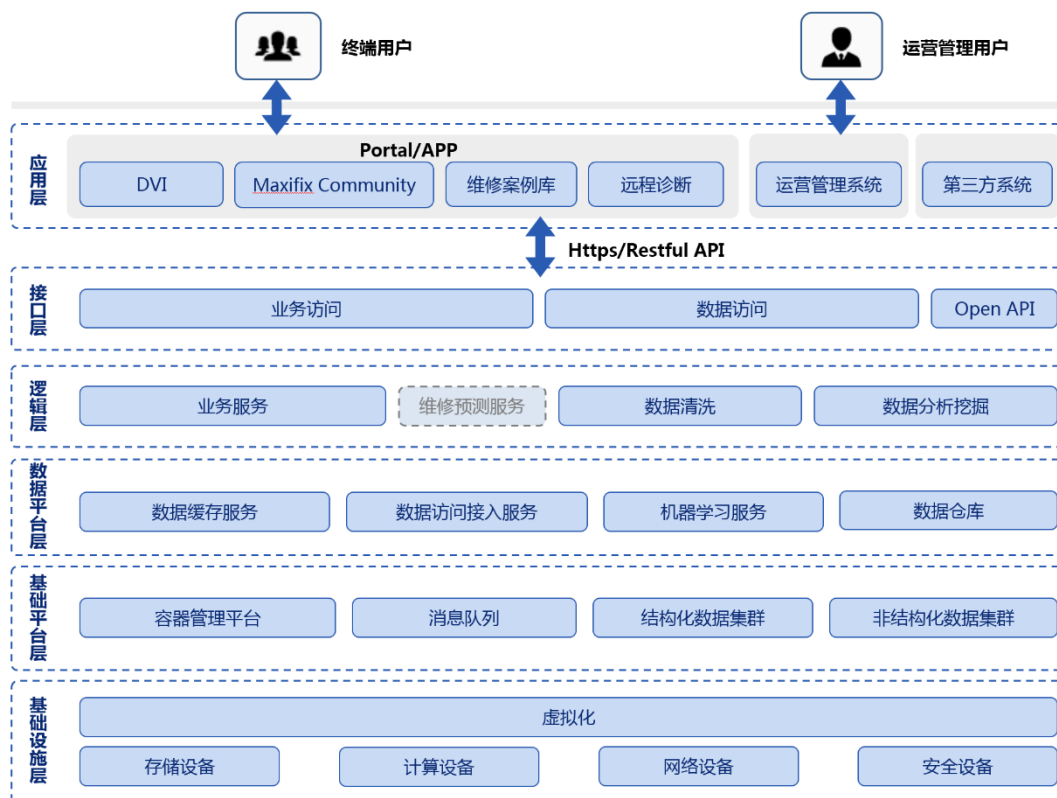 终端用户
运营管理用户
应用层
Portal/APP
DVI
Maxifix Community
维修案例库
远程诊断
运营管理系统
第三方系统
Https/Restful API
接口层
业务访问
数据访问
Open API
逻辑层
业务服务
维修预测服务
数据清洗
数据分析挖掘
数据平台层
数据缓存服务
数据访问接入服务
机器学习服务
数据仓库
基础平台层
容器管理平台
消息队列
结构化数据集群
非结构化数据集群
基础设施层
虚拟化
存储设备
计算设备
网络设备
安全设备